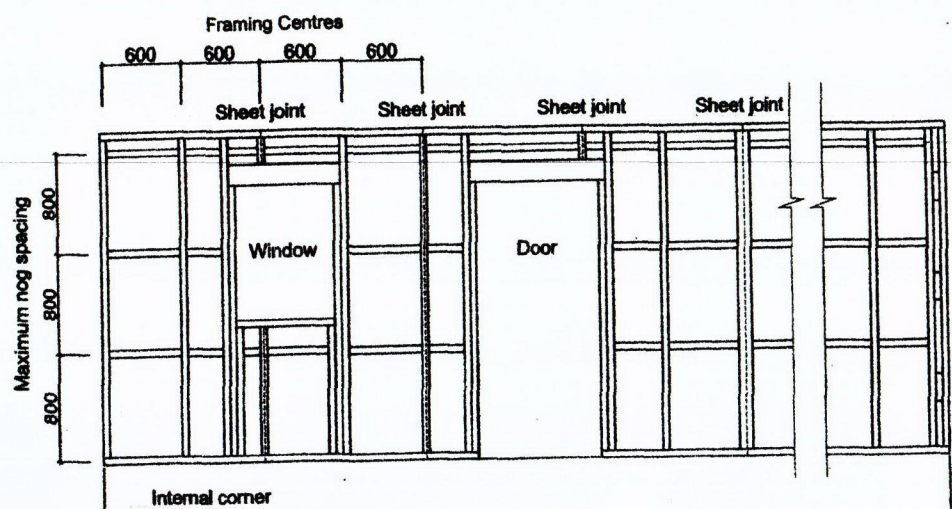 Framing Centres
600 600 600 600
Sheet joint Sheet joint Sheet joint Sheet joint
Maximum nog spacing
800
800
800
Window
Door
Internal corner